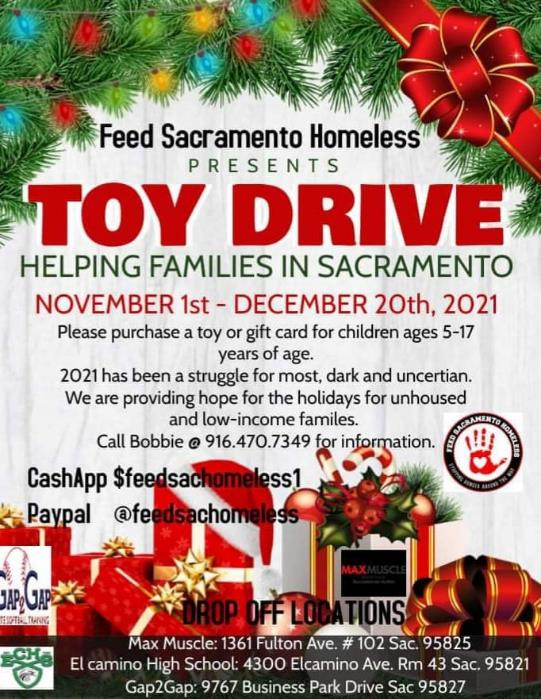 Feed Sacramento Homeless
PRESENTS
TOY DRIVE
HELPING FAMILIES IN SACRAMENTO
NOVEMBER 1st - DECEMBER 20th, 2021
Please purchase a toy or gift card for children ages 5-17
years of age.
2021 has been a struggle for most, dark and uncertian.
We are providing hope for the holidays for unhoused
and low-income familes.
Call Bobbie @ 916.470.7349 for information.
FEED SACRAMENTO HOMELESS
CashApp $feedsachomeless1
Paypal @feedsachomeless
GAP2GAP
MAXMUSCLE
DROP OFF LOCATIONS
Max Muscle: 1361 Fulton Ave. # 102 Sac. 95825
ECHS
El camino High School: 4300 Elcamino Ave. Rm 43 Sac. 95821
Gap2Gap: 9767 Business Park Drive Sac 95827